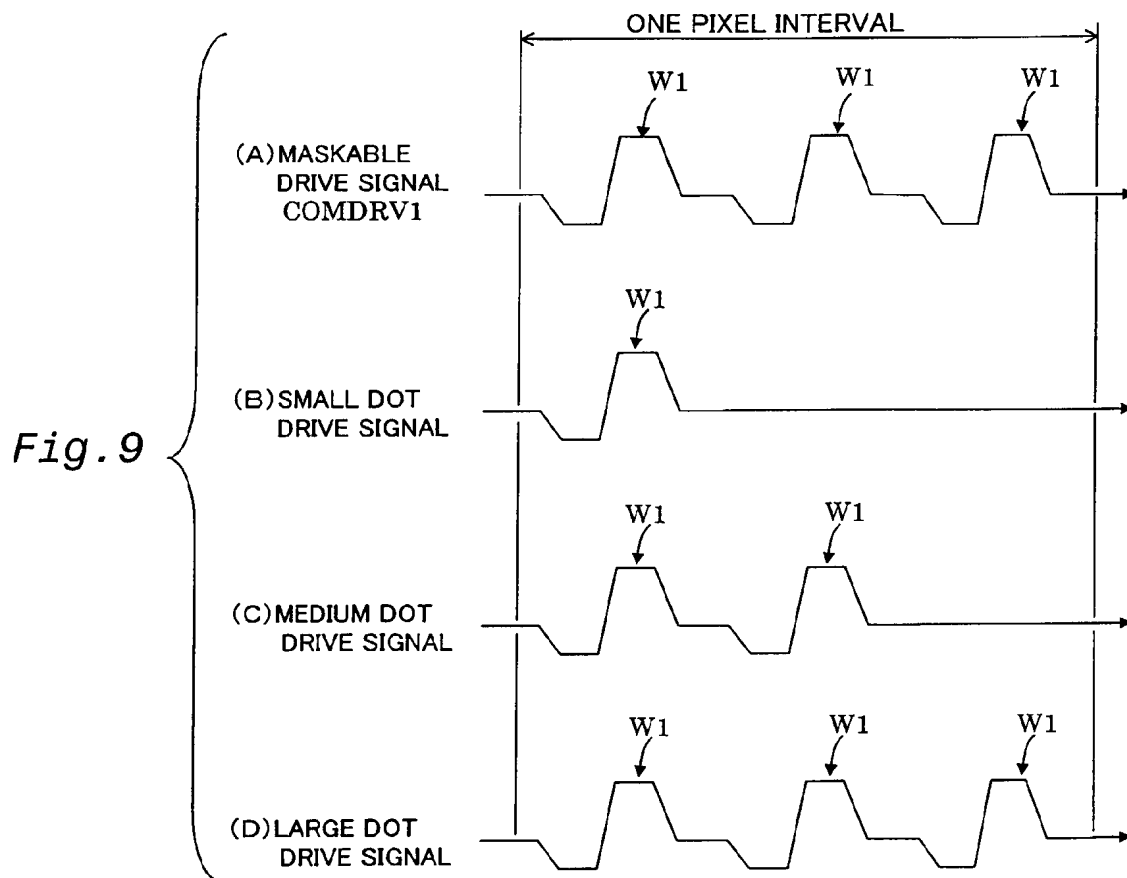 ONE PIXEL INTERVAL
W1 W1 W1
(A) MASKABLE
DRIVE SIGNAL
COMDRV1
W1
(B) SMALL DOT
DRIVE SIGNAL
Fig. 9
W1 W1
(C) MEDIUM DOT
DRIVE SIGNAL
W1 W1 W1
(D) LARGE DOT
DRIVE SIGNAL